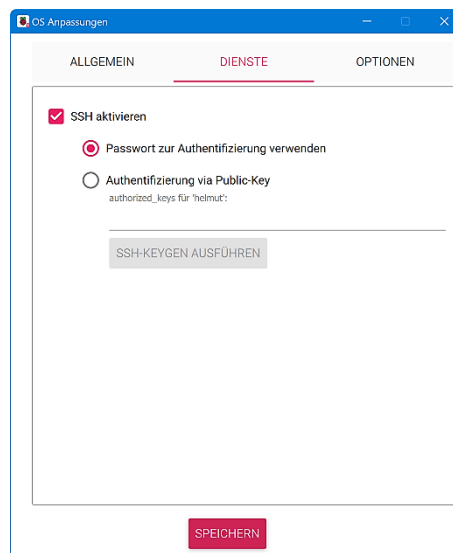 OS Anpassungen
ALLGEMEIN DIENSTE OPTIONEN
SSH aktivieren
Passwort zur Authentifizierung verwenden
Authentifizierung via Public-Key
authorized_keys für 'helmut':
SSH-KEYGEN AUSFÜHREN
SPEICHERN